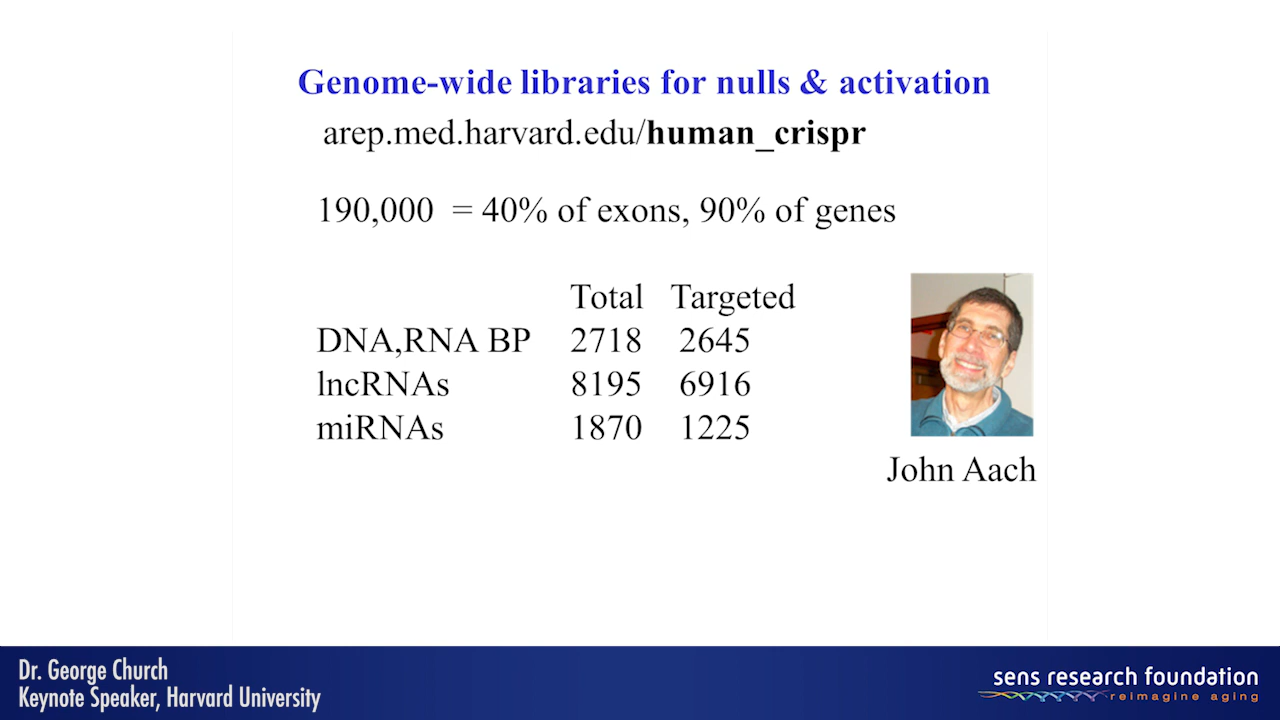 Genome-wide libraries for nulls & activation
arep.med.harvard.edu/human_crispr
190,000 = 40% of exons, 90% of genes
Total Targeted
DNA,RNA BP 2718 2645
lncRNAs 8195 6916
miRNAs 1870 1225
John Aach
Dr. George Church
Keynote Speaker, Harvard University
sens research foundation
reimagine aging